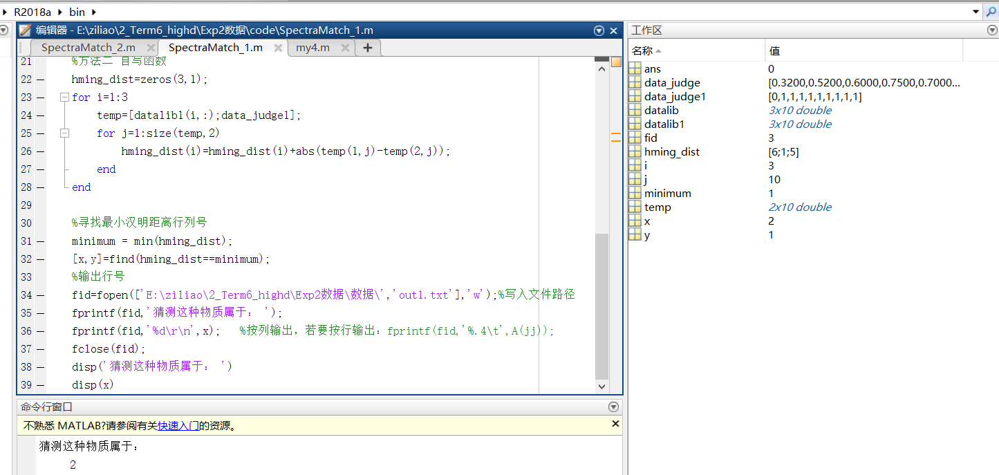 R2018a bin
编辑器 - E:\ziliao\2_Term6_highd\Exp2数据\code\SpectraMatch_1.m
SpectraMatch_2.m SpectraMatch_1.m my4.m
21 %方法二 自写函数
22 hming_dist=zeros(3,1);
23 for i=1:3
24 temp=[datalib1(i,:);data_judge1];
25 for j=1:size(temp,2)
26 hming_dist(i)=hming_dist(i)+abs(temp(1,j)-temp(2,j));
27 end
28 end
29
30 %寻找最小汉明距离行列号
31 minimum = min(hming_dist);
32 [x,y]=find(hming_dist==minimum);
33 %输出行号
34 fid=fopen(['E:\ziliao\2_Term6_highd\Exp2数据\数据\','out1.txt'],'w');%写入文件路径
35 fprintf(fid,'猜测这种物质属于： ');
36 fprintf(fid,'%d\r\n',x); %按列输出，若要按行输出：fprintf(fid,'%.4\t',A(jj));
37 fclose(fid);
38 disp('猜测这种物质属于： ')
39 disp(x)
命令行窗口
不熟悉 MATLAB?请参阅有关快速入门的资源。
猜测这种物质属于：
2
工作区
名称 值
ans 0
data_judge [0.3200,0.5200,0.6000,0.7500,0.7000...
data_judge1 [0,1,1,1,1,1,1,1,1,1]
datalib 3x10 double
datalib1 3x10 double
fid 3
hming_dist [6;1;5]
i 3
j 10
minimum 1
temp 2x10 double
x 2
y 1